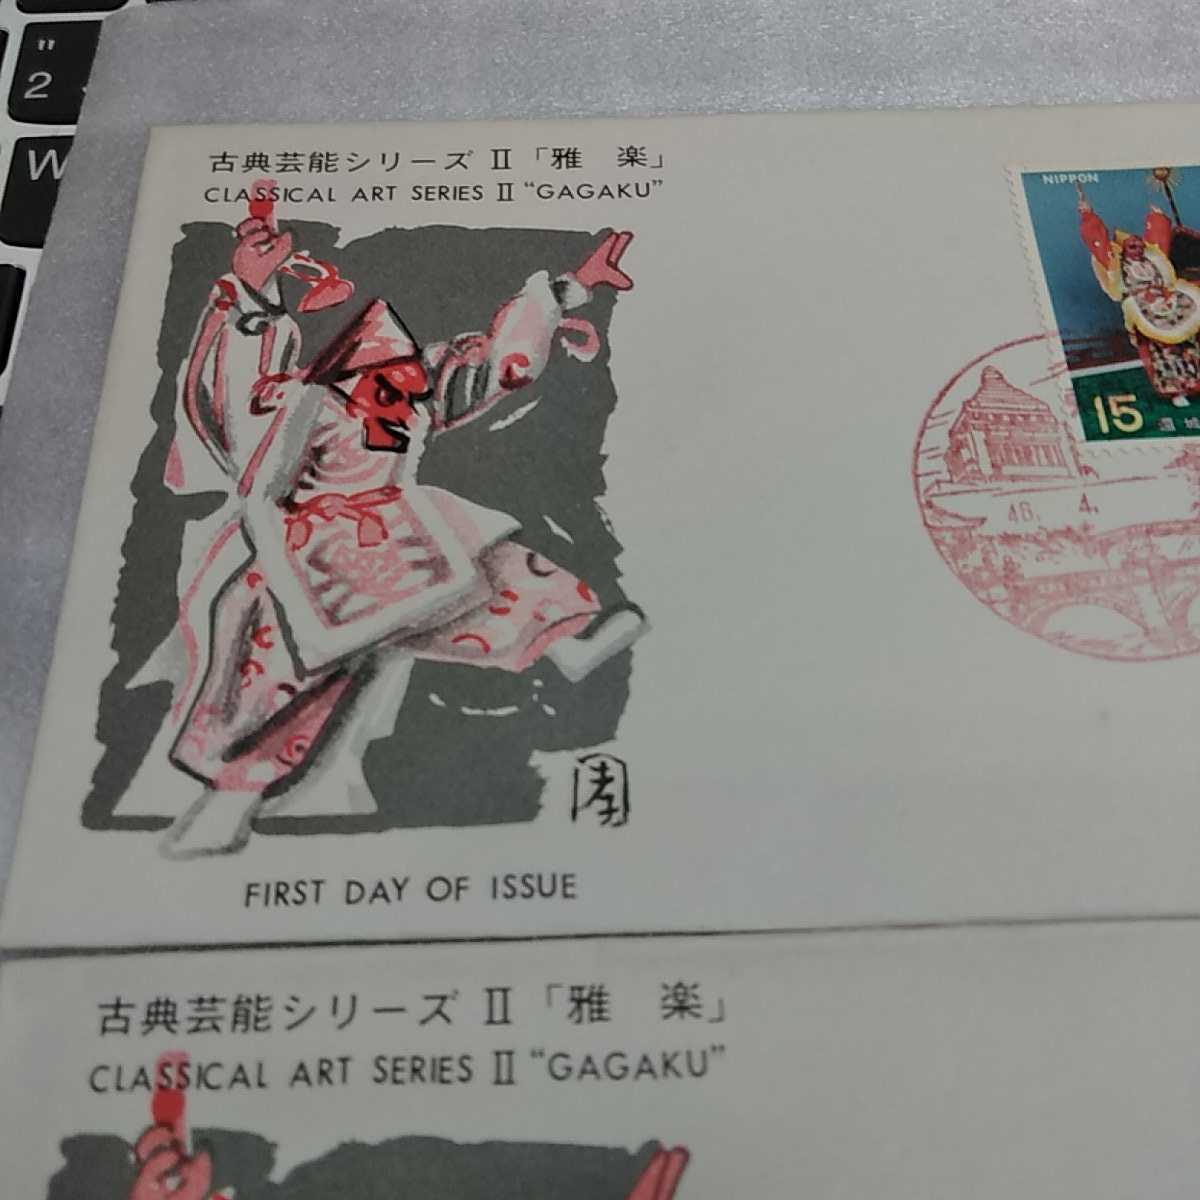 "
2
W
古典芸能シリーズ II 「雅 楽」
CLASSICAL ART SERIES II “GAGAKU”
NIPPON
15
46. 4.
FIRST DAY OF ISSUE
古典芸能シリーズ II 「雅 楽」
CLASSICAL ART SERIES II “GAGAKU”